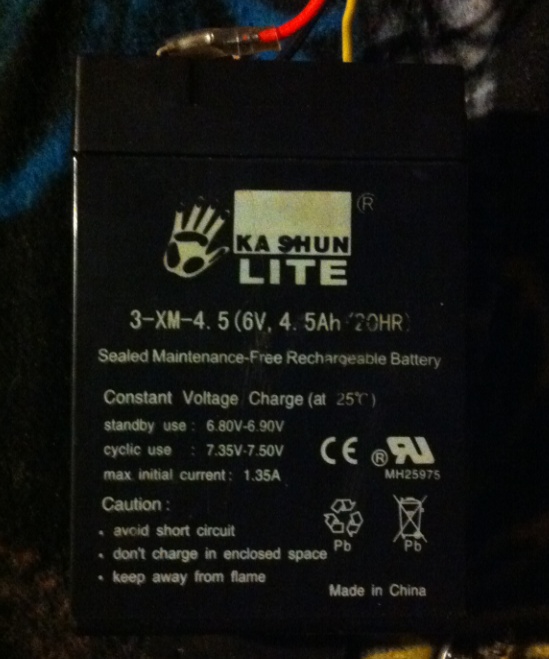 ®
KA SHUN
LITE
3-XM-4.5(6V, 4.5Ah 20HR)
Sealed Maintenance-Free Rechargeable Battery
Constant Voltage Charge (at 25℃)
standby use : 6.80V-6.90V
cyclic use : 7.35V-7.50V
max. initial current : 1.35A
CE ® RU
MH25975
Caution :
• avoid short circuit
• don't charge in enclosed space
• keep away from flame
Pb Pb
Made in China